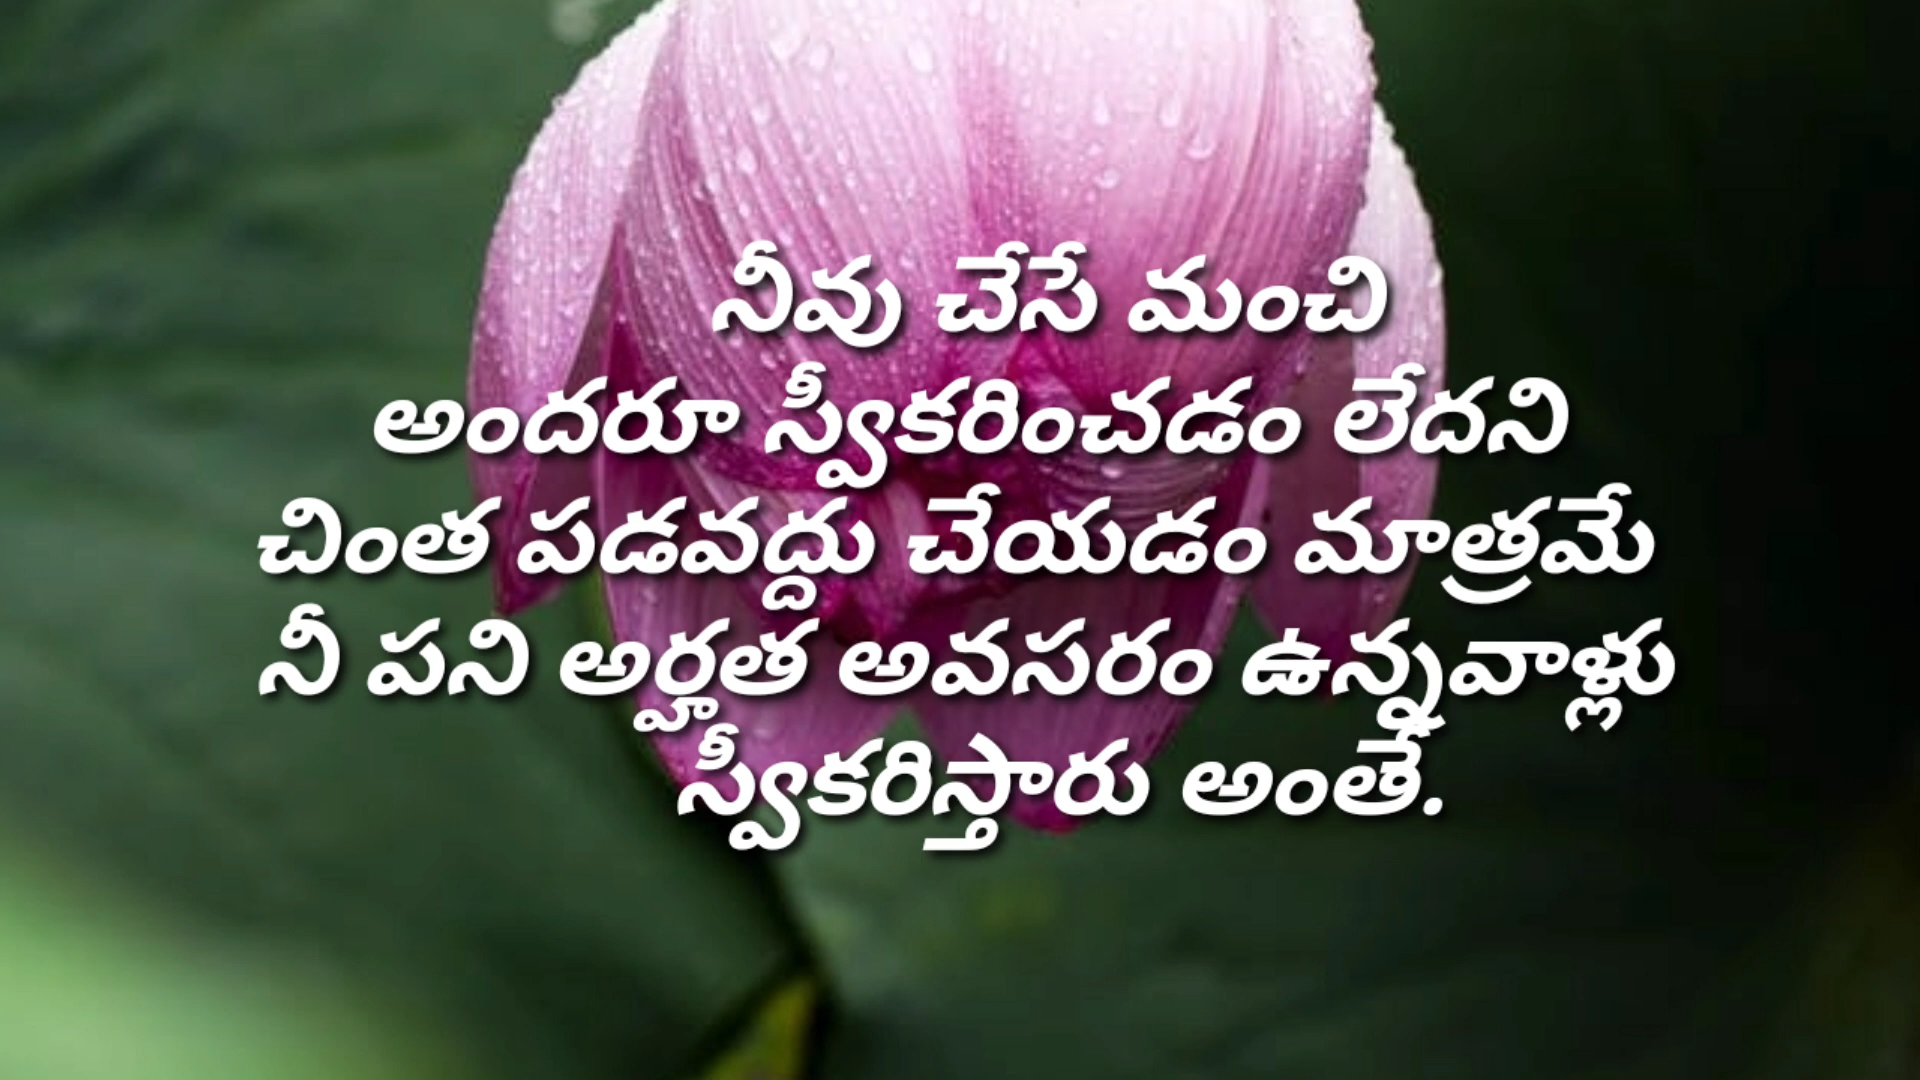 నీవు చేసే మంచి
అందరూ స్వీకరించడం లేదని
చింత పడవద్దు చేయడం మాత్రమే
నీ పని అర్హత అవసరం ఉన్నవాళ్లు
స్వీకరిస్తారు అంతే.